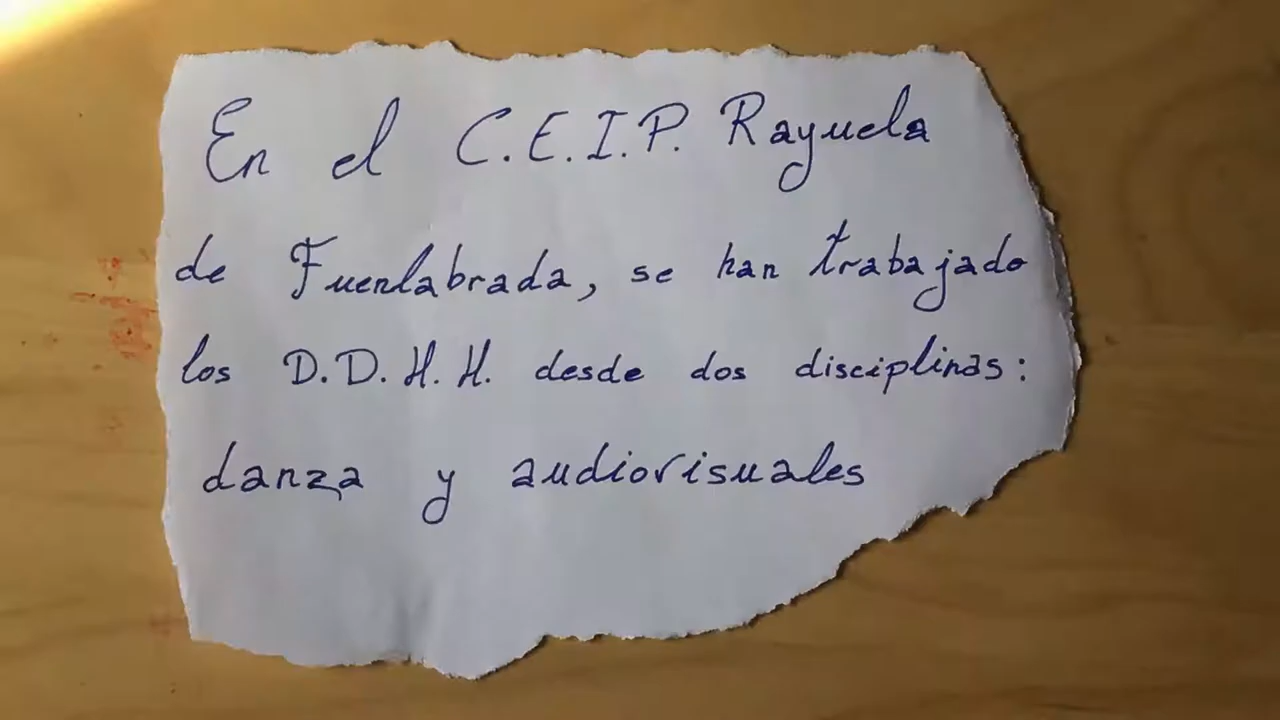 En el C.E.I.P. Rayuela
de Fuenlabrada, se han trabajado
los D.D.H.H. desde dos disciplinas:
danza y audiovisuales